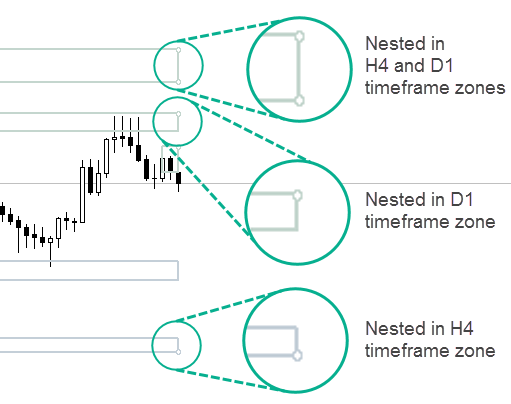 Nested in
H4 and D1
timeframe zones
Nested in D1
timeframe zone
Nested in H4
timeframe zone